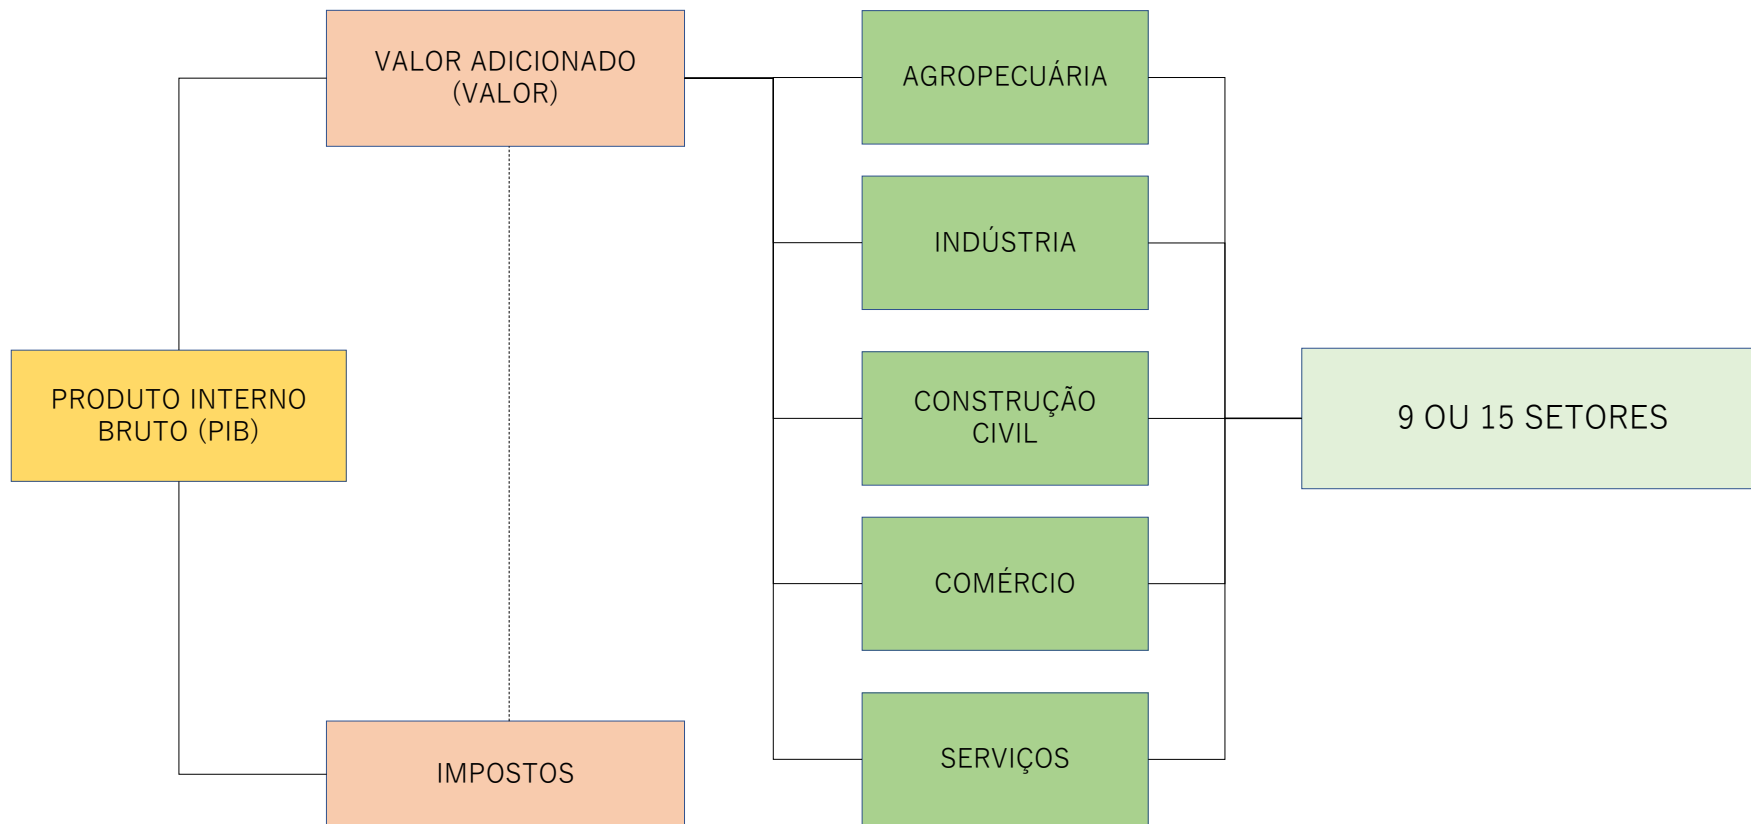 VALOR ADICIONADO
(VALOR)
AGROPECUÁRIA
INDÚSTRIA
PRODUTO INTERNO
BRUTO (PIB)
CONSTRUÇÃO
CIVIL
9 OU 15 SETORES
COMÉRCIO
IMPOSTOS
SERVIÇOS